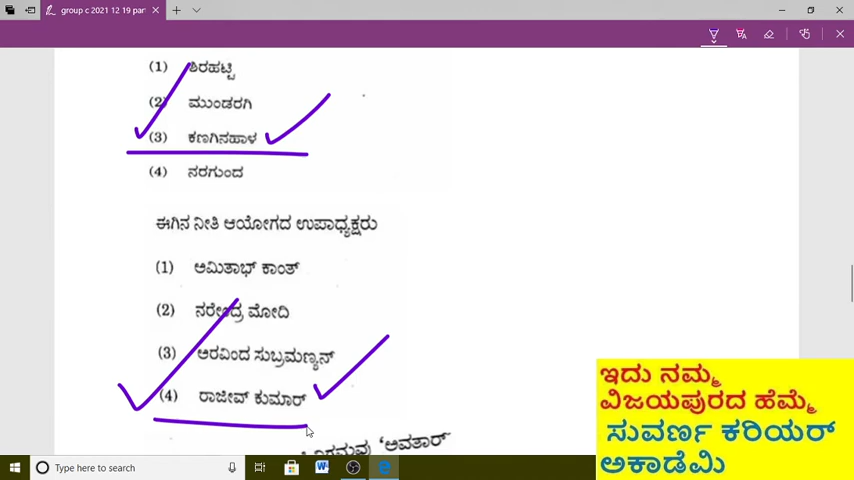 group c 2021 12 19 part
(1) ಶಿರಹಟ್ಟಿ
(2) ಮುಂಡರಗಿ
(3) ಕಣಗಿನಹಾಳ
(4) ನರಗುಂದ
ಈಗಿನ ನೀತಿ ಆಯೋಗದ ಉಪಾಧ್ಯಕ್ಷರು
(1) ಅಮಿತಾಭ್ ಕಾಂತ್
(2) ನರೇಂದ್ರ ಮೋದಿ
(3) ಅರವಿಂದ ಸುಬ್ರಮಣ್ಯನ್
(4) ರಾಜೀವ್ ಕುಮಾರ್
'ಅವತಾರ್'
ಇದು ನಮ್ಮ
ವಿಜಯಪುರದ ಹೆಮ್ಮೆ
ಸುವರ್ಣ ಕರಿಯರ್
ಅಕಾಡೆಮಿ
Type here to search